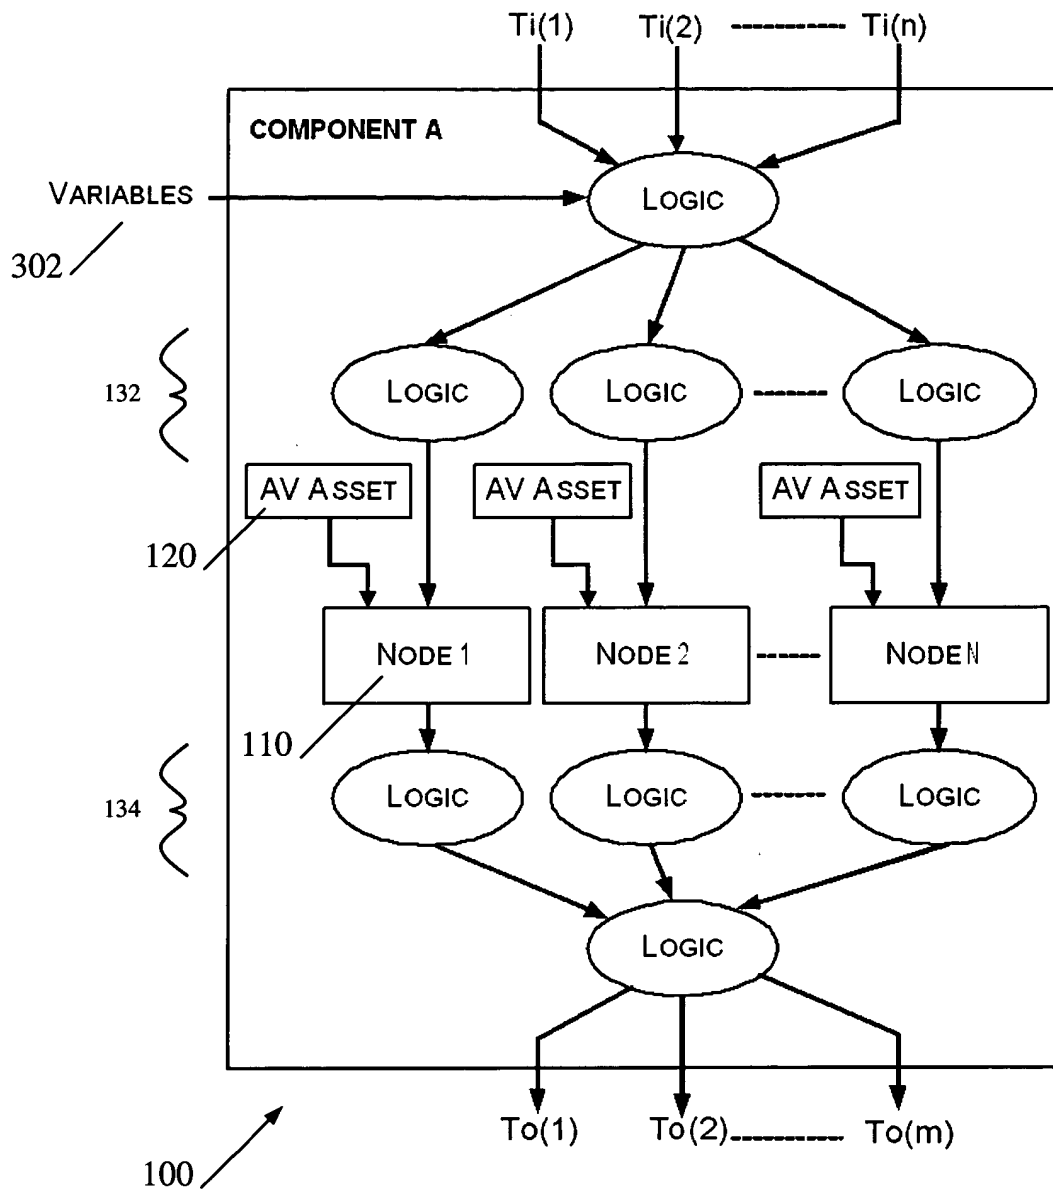 Ti(1) Ti(2) Ti(n)
COMPONENT A
VARIABLES
LOGIC
302
132
LOGIC LOGIC LOGIC
AV ASSET AV ASSET AV ASSET
120
NODE 1 NODE 2 NODE N
110
134
LOGIC LOGIC LOGIC
LOGIC
To(1) To(2) To(m)
100